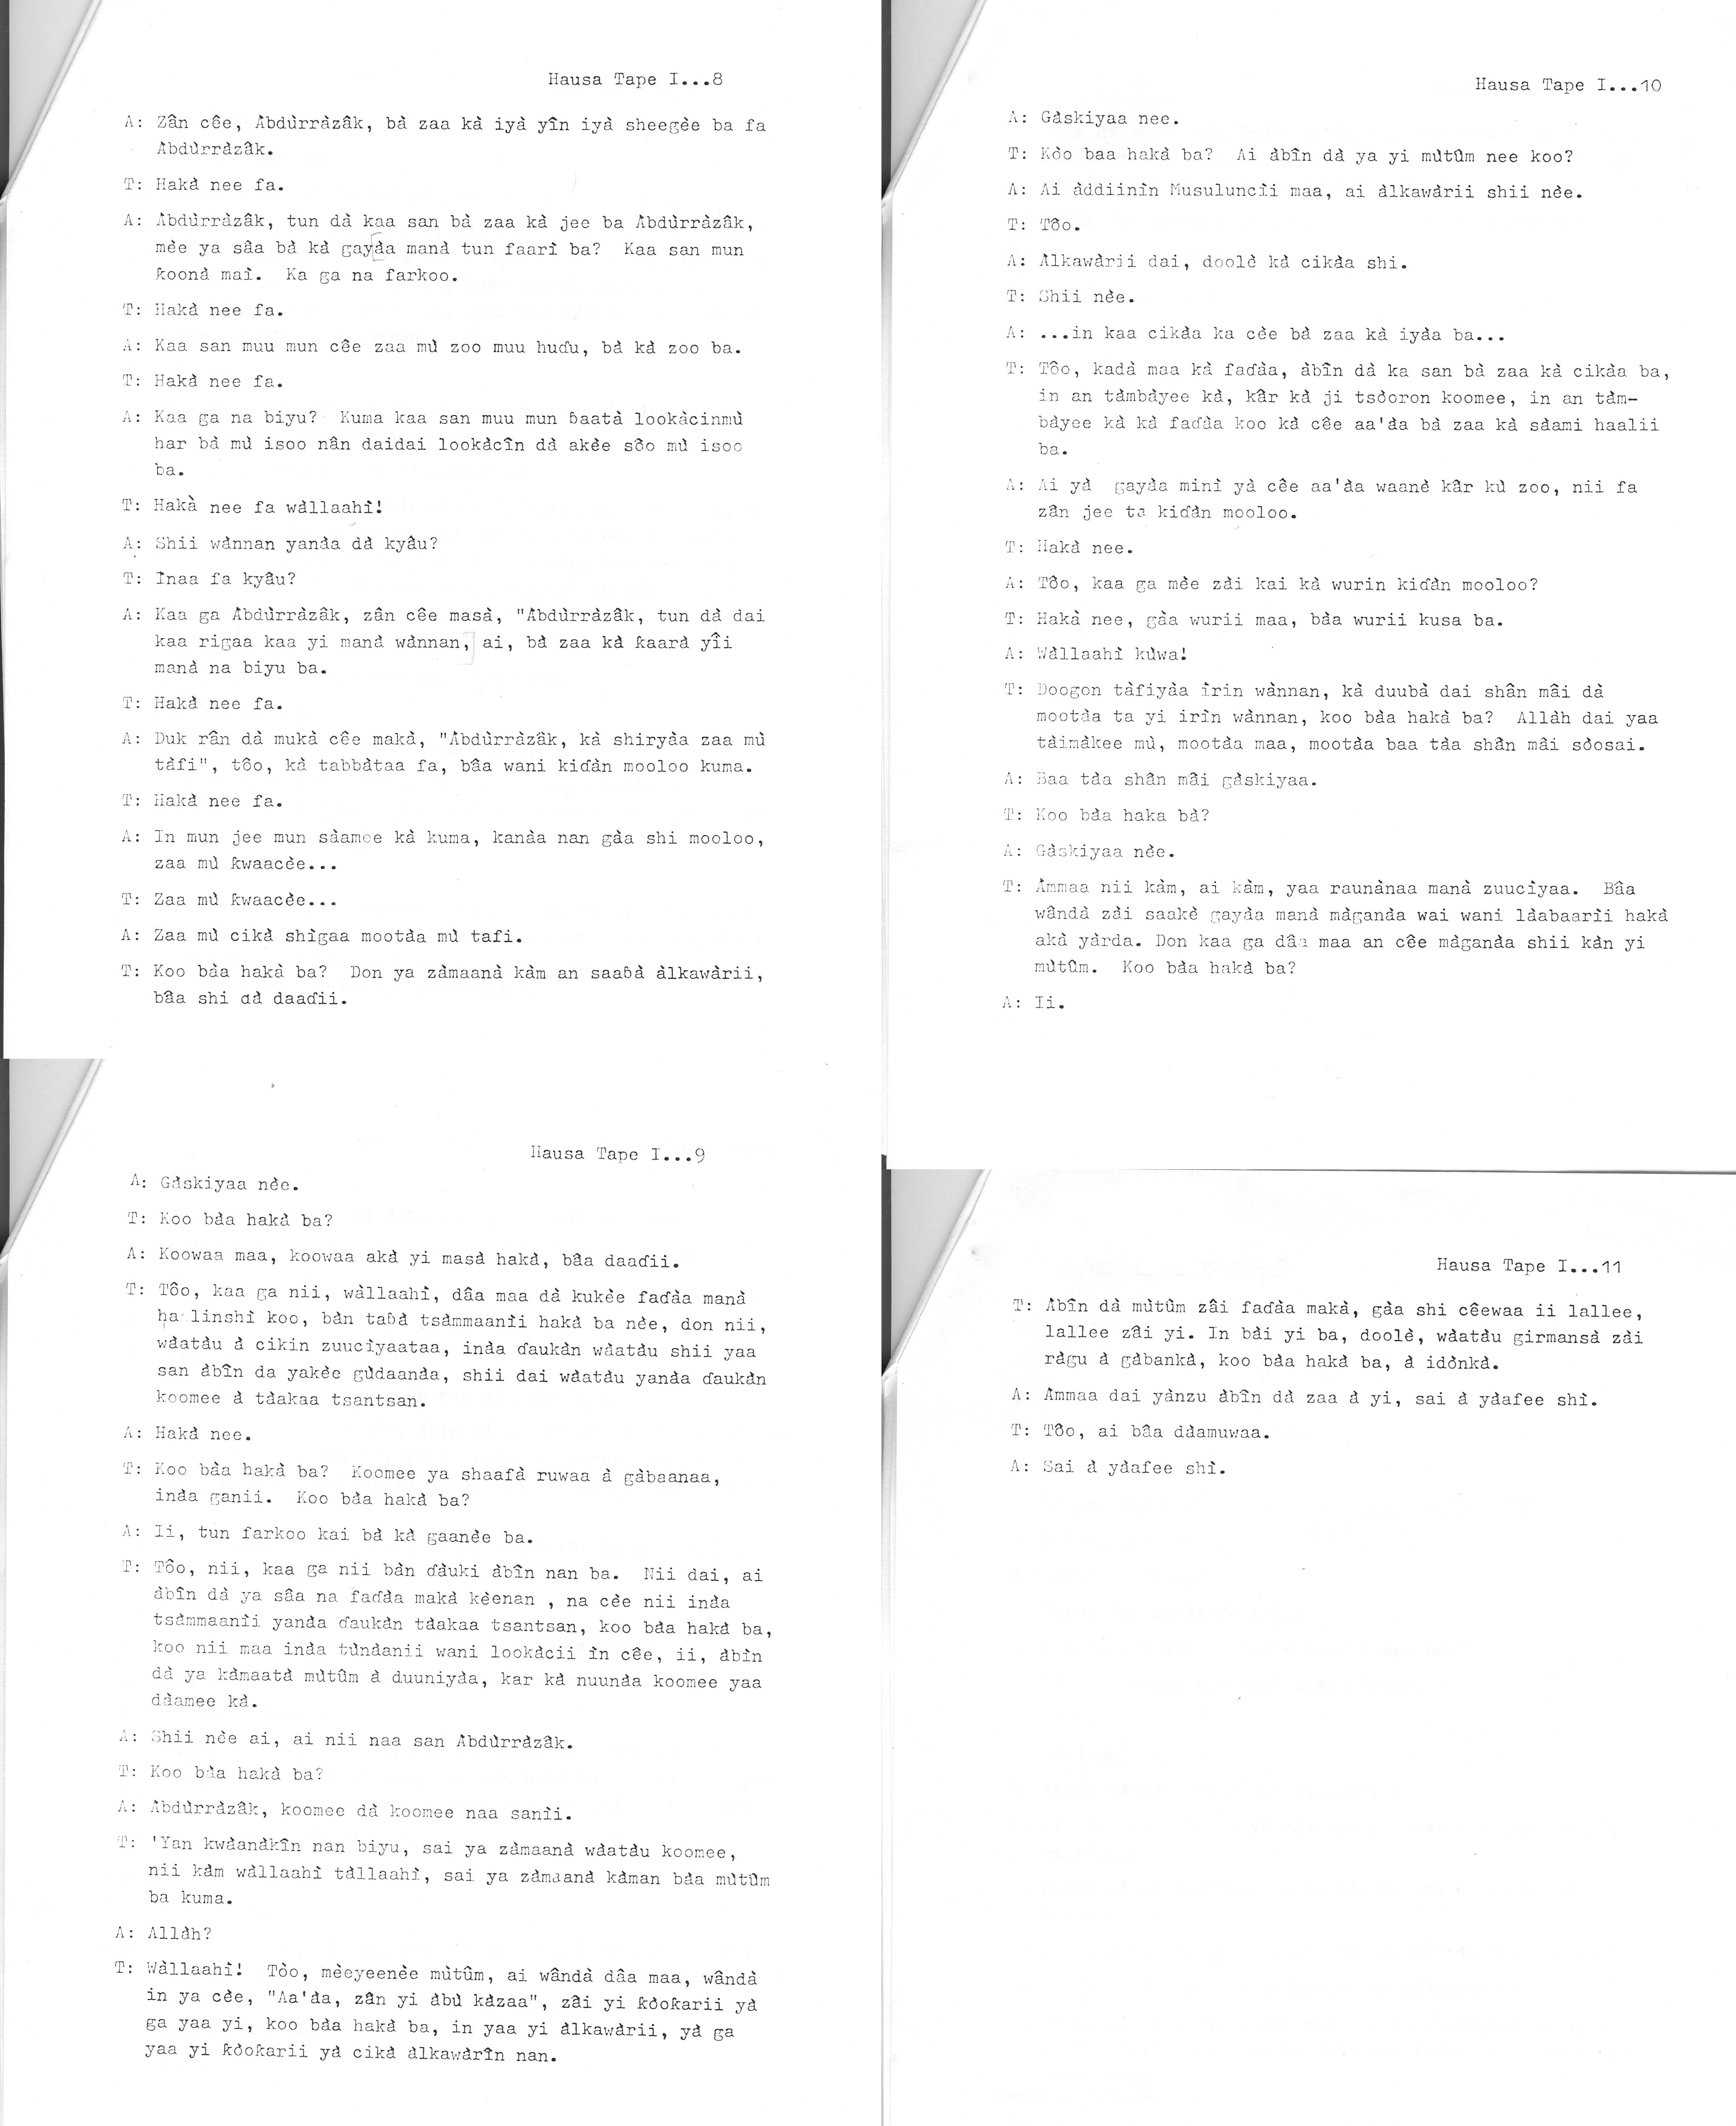 Hausa Tape I...8
A: Zân cêe, Àbdùrràzâk, bà zaa kà iyà yîn iyà sheegèe ba fa
Àbdùrràzâk.
T: Hakà nee fa.
A: Àbdùrràzâk, tun dà kaa san bà zaa kà jee ba Àbdùrràzâk,
mèe ya sâa bà kà gayàa manà tun faarì ba? Kaa san mun
ƙoonà maì. Ka ga na farkoo.
T: Hakà nee fa.
A: Kaa san muu mun cêe zaa mù zoo muu huɗu, bà kà zoo ba.
T: Hakà nee fa.
A: Kaa ga na biyu? Kuma kaa san muu mun ɓaatà lookàcinmù
har bà mù isoo nân daidai lookàcîn dà akèe sôo mù isoo
ba.
T: Hakà nee fa wàllaahì!
A: Shii wànnan yanàa dà kyâu?
T: Ìnaa fa kyâu?
A: Kaa ga Àbdùrràzâk, zân cêe masà, "Àbdùrràzâk, tun dà dai
kaa rigaa kaa yi manà wànnan, ai, bà zaa kà ƙaarà yîi
manà na biyu ba.
T: Hakà nee fa.
A: Duk rân dà mukà cêe makà, "Àbdùrràzâk, kà shiryàa zaa mù
tàfi", tôo, kà tabbàtaa fa, bâa wani kiɗàn mooloo kuma.
T: Hakà nee fa.
A: In mun jee mun sàamee kà kuma, kanàa nan gàa shi mooloo,
zaa mù ƙwaacèe...
T: Zaa mù ƙwaacèe...
A: Zaa mù cikà shìgaa mootàa mù tafi.
T: Koo bàa hakà ba? Don ya zàmaanà kàm an saaɓà àlkawàrii,
bâa shi dà daaɗii.
Hausa Tape I...9
A: Gàskiyaa nèe.
T: Koo bàa hakà ba?
A: Koowaa maa, koowaa akà yi masà hakà, bâa daaɗii.
T: Tôo, kaa ga nii, wàllaahì, dâa maa dà kukèe faɗàa manà
halinshì koo, bàn taɓà tsàmmaanìi hakà ba nèe, don nii,
wàatàu à cikin zuucìyaataa, inàa ɗaukàn wàatàu shii yaa
san àbîn da yakèe gùdaanàa, shii dai wàatàu yanàa ɗaukàn
koomee à tàakaa tsantsan.
A: Hakà nee.
T: Koo bàa hakà ba? Koomee ya shaafà ruwaa à gàbaanaa,
inàa ganii. Koo bàa hakà ba?
A: Ii, tun farkoo kai bà kà gaanèe ba.
T: Tôo, nii, kaa ga nii bàn ɗàuki àbîn nan ba. Nii dai, ai
àbîn dà ya sâa na faɗàa makà kèenan , na cèe nii inàa
tsàmmaanìi yanàa ɗaukàn tàakaa tsantsan, koo bàa hakà ba,
koo nii maa inàa tùnàanii wani lookàcii ìn cêe, ii, àbîn
dà ya kàmaatà mùtûm à duuniyàa, kar kà nuunàa koomee yaa
dàamee kà.
A: Shii nèe ai, ai nii naa san Àbdùrràzâk.
T: Koo bàa hakà ba?
A: Àbdùrràzâk, koomee dà koomee naa sanìi.
T: 'Yan kwàanàkîn nan biyu, sai ya zàmaanà wàatàu koomee,
nii kàm wàllaahì tàllaahì, sai ya zàmaanà kàman bàa mùtûm
ba kuma.
A: Allàh?
T: Wàllaahì! Tòo, mèeyeenèe mùtûm, ai wândà dâa maa, wândà
in ya cèe, "Aa'àa, zân yi àbù kàzaa", zâi yi ƙòoƙarii yà
ga yaa yi, koo bàa hakà ba, in yaa yi àlkawàrii, yà ga
yaa yi ƙòoƙarii yà cikà àlkawàrîn nan.
Hausa Tape I...10
A: Gàskiyaa nee.
T: Kòo baa hakà ba? Ai àbîn dà ya yi mùtûm nee koo?
A: Ai àddiinìn Musuluncìi maa, ai àlkawàrii shii nèe.
T: Tôo.
A: Àlkawàrii dai, doolè kà cikàa shi.
T: Shii nèe.
A: ...in kaa cikàa ka cèe bà zaa kà iyàa ba...
T: Tôo, kadà maa kà faɗàa, àbîn dà ka san bà zaa kà cikàa ba,
in an tàmbàyee kà, kâr kà ji tsòoron koomee, in an tàm-
bàyee kà kà faɗàa koo kà cêe aa'àa bà zaa kà sàami haalii
ba.
A: Ai yà gayàa minì yà cêe aa'àa waanè kâr kù zoo, nii fa
zân jee ta kiɗàn mooloo.
T: Hakà nee.
A: Tôo, kaa ga mèe zài kai kà wurin kiɗàn mooloo?
T: Hakà nee, gàa wurii maa, bàa wurii kusa ba.
A: Wàllaahì kùwa!
T: Doogon tàfiyàa ìrin wànnan, kà duubà dai shân mâi dà
mootàa ta yi irìn wànnan, koo bàa hakà ba? Allàh dai yaa
tàimàkee mù, mootàa maa, mootàa baa tàa shân mâi sòosai.
A: Baa tàa shân mâi gàskiyaa.
T: Koo bàa haka bà?
A: Gàskiyaa nèe.
T: Àmmaa nii kàm, ai kàm, yaa raunànaa manà zuucìyaa. Bâa
wândà zài saakè gayàa manà màganàa wai wani làabaarìi hakà
akà yàrda. Don kaa ga dâa maa an cêe màganàa shii kàn yi
mùtûm. Koo bàa hakà ba?
A: Ii.
Hausa Tape I...11
T: Àbîn dà mùtûm zâi faɗàa makà, gàa shi cêewaa ii lallee,
lallee zâi yi. In bài yi ba, doolè, wàatàu girmansà zài
ràgu à gàbankà, koo bàa hakà ba, à idònkà.
A: Àmmaa dai yànzu àbîn dà zaa à yi, sai à yàafee shì.
T: Tôo, ai bâa dàamuwaa.
A: Sai à yàafee shì.